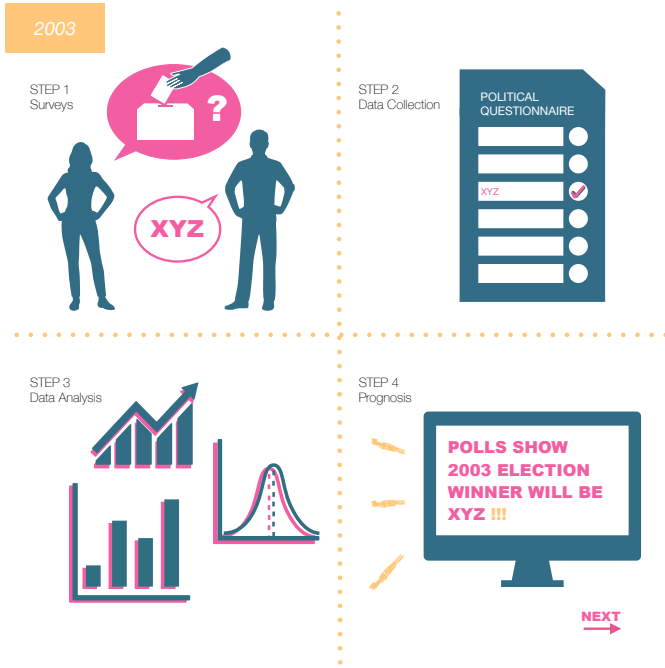 2003
STEP 1
Surveys
?
XYZ
STEP 2
Data Collection
POLITICAL
QUESTIONNAIRE
XYZ
STEP 3
Data Analysis
STEP 4
Prognosis
POLLS SHOW
2003 ELECTION
WINNER WILL BE
XYZ !!!
NEXT